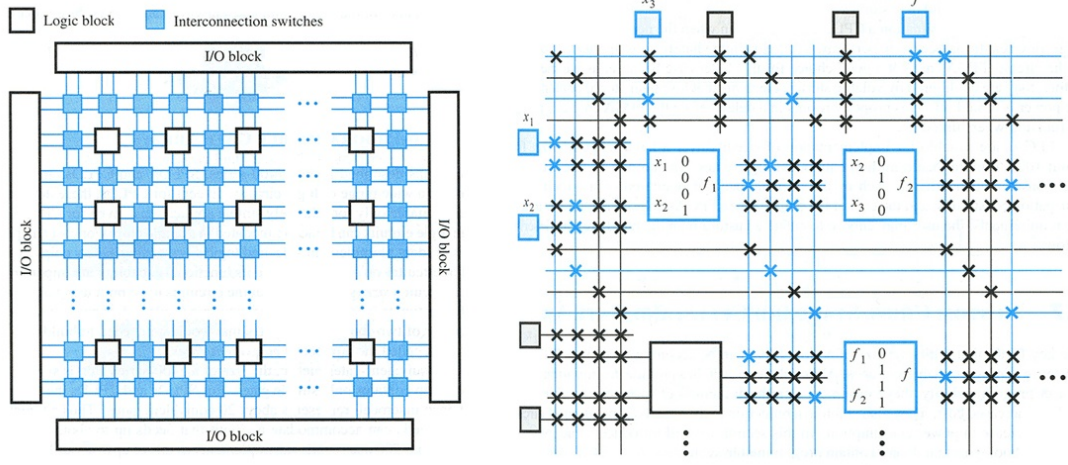 Logic block
Interconnection switches
I/O block
I/O block
I/O block
I/O block
x3
f
x1
x2
x1 0
0
f1
0
x2 1
x2 0
1
f2
0
x3 0
f1 0
1
f
1
f2 1